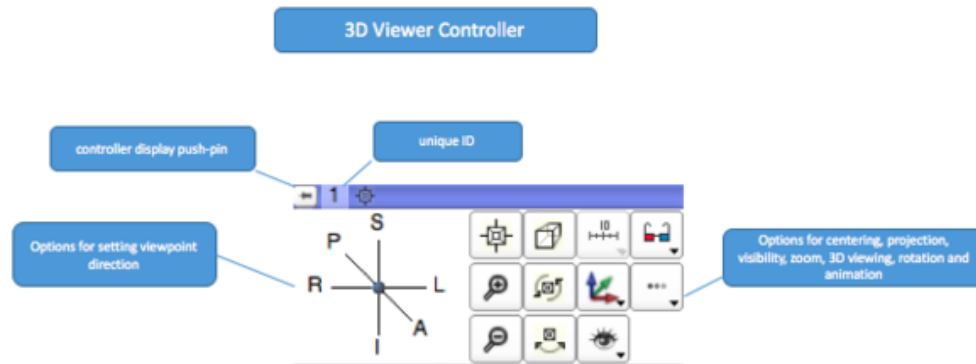 3D Viewer Controller
controller display push-pin
unique ID
1
Options for setting viewpoint
direction
S
P
R
L
A
I
10
Options for centering, projection,
visibility, zoom, 3D viewing, rotation and
animation